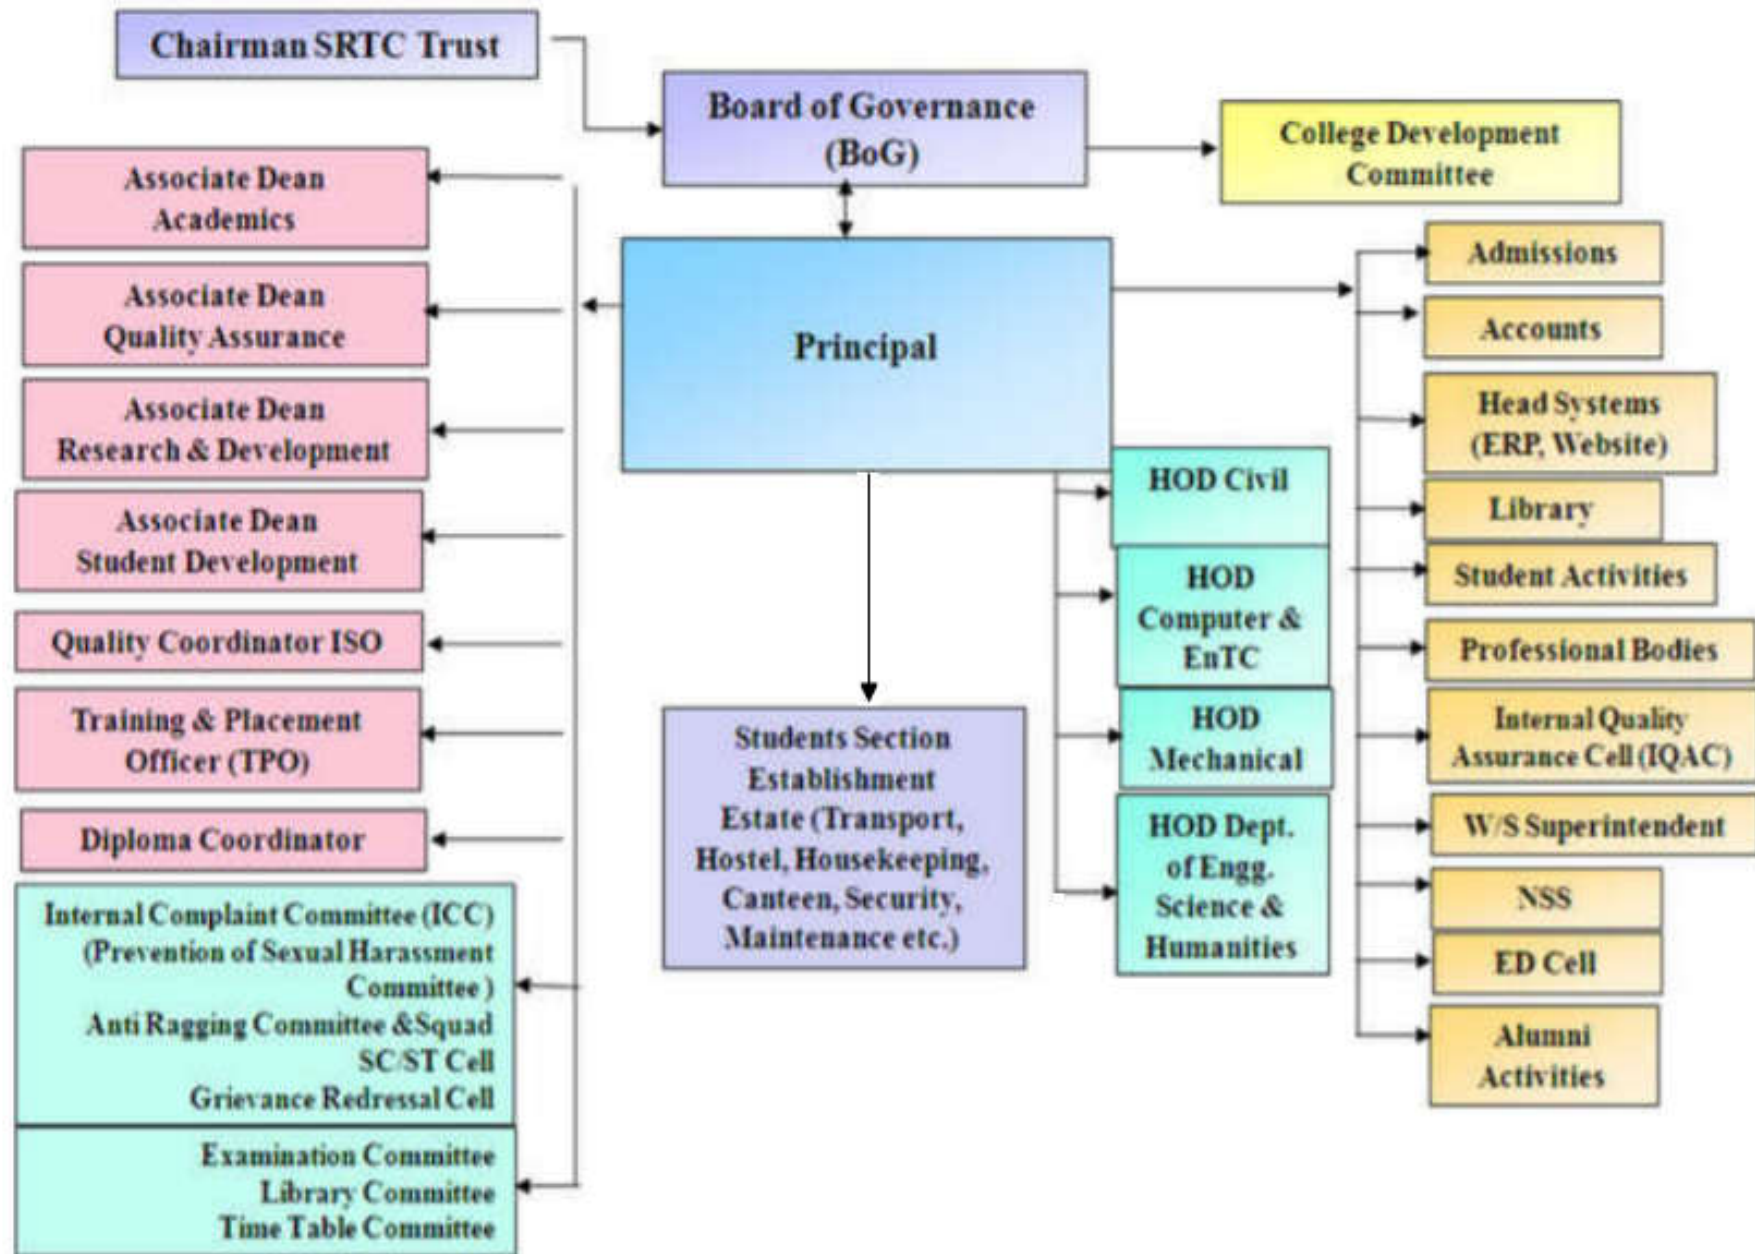 Chairman SRTC Trust
Board of Governance
(BoG)
College Development
Committee
Associate Dean
Academics
Associate Dean
Quality Assurance
Associate Dean
Research & Development
Associate Dean
Student Development
Quality Coordinator ISO
Training & Placement
Officer (TPO)
Diploma Coordinator
Internal Complaint Committee (ICC)
(Prevention of Sexual Harassment
Committee )
Anti Ragging Committee &Squad
SC/ST Cell
Grievance Redressal Cell
Examination Committee
Library Committee
Time Table Committee
Principal
Students Section
Establishment
Estate (Transport,
Hostel, Housekeeping,
Canteen, Security,
Maintenance etc.)
HOD Civil
HOD
Computer &
EnTC
HOD
Mechanical
HOD Dept.
of Engg.
Science &
Humanities
Admissions
Accounts
Head Systems
(ERP, Website)
Library
Student Activities
Professional Bodies
Internal Quality
Assurance Cell (IQAC)
W/S Superintendent
NSS
ED Cell
Alumni
Activities